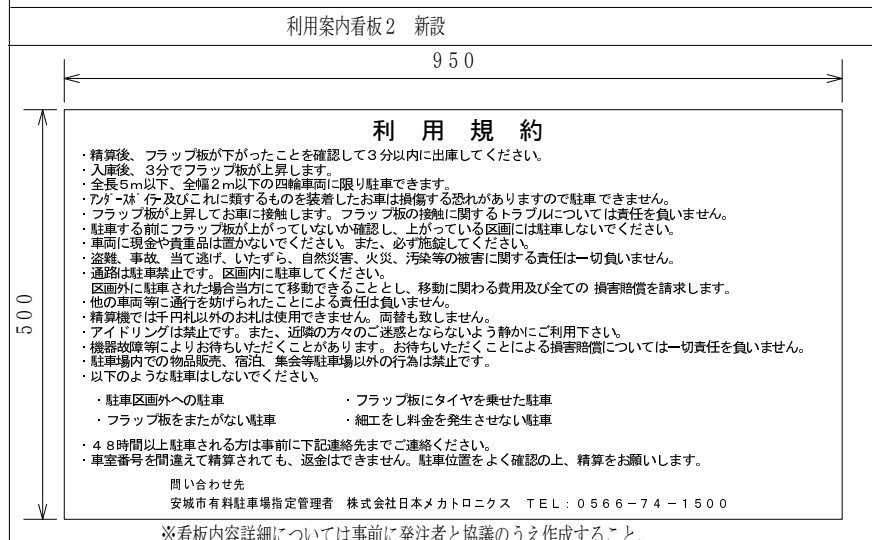 利用案内看板2　新設
950
500
利　用　規　約
・精算後、フラップ板が下がったことを確認して3分以内に出庫してください。
・入庫後、3分でフラップ板が上昇します。
・全長5m以下、全幅2m以下の四輪車両に限り駐車できます。
・ｱﾝﾀﾞｰｽﾎﾟｲﾗｰ及びこれに類するものを装着したお車は損傷する恐れがありますので駐車できません。
・フラップ板が上昇してお車に接触します。フラップ板の接触に関するトラブルについては責任を負いません。
・駐車する前にフラップ板が上がっていないか確認し、上がっている区画には駐車しないでください。
・車両に現金や貴重品は置かないでください。また、必ず施錠してください。
・盗難、事故、当て逃げ、いたずら、自然災害、火災、汚染等の被害に関する責任は一切負いません。
・通路は駐車禁止です。区画内に駐車してください。
区画外に駐車された場合当方にて移動できることとし、移動に関わる費用及び全ての 損害賠償を請求します。
・他の車両等に通行を妨げられたことによる責任は負いません。
・精算機では千円札以外のお札は使用できません。両替も致しません。
・アイドリングは禁止です。また、近隣の方々のご迷惑とならないよう静かにご利用下さい。
・機器故障等によりお待ちいただくことがあります。お待ちいただくことによる損害賠償については一切責任を負いません。
・駐車場内での物品販売、宿泊、集会等駐車場以外の行為は禁止です。
・以下のような駐車はしないでください。
・駐車区画外への駐車　・フラップ板にタイヤを乗せた駐車
・フラップ板をまたがない駐車　・細工をし料金を発生させない駐車
・48時間以上駐車される方は事前に下記連絡先までご連絡ください。
・車室番号を間違えて精算されても、返金はできません。駐車位置をよく確認の上、精算をお願いします。
問い合わせ先
安城市有料駐車場指定管理者　株式会社日本メカトロニクス　TEL：0566－74－1500
※看板内容詳細については事前に発注者と協議のうえ作成すること。